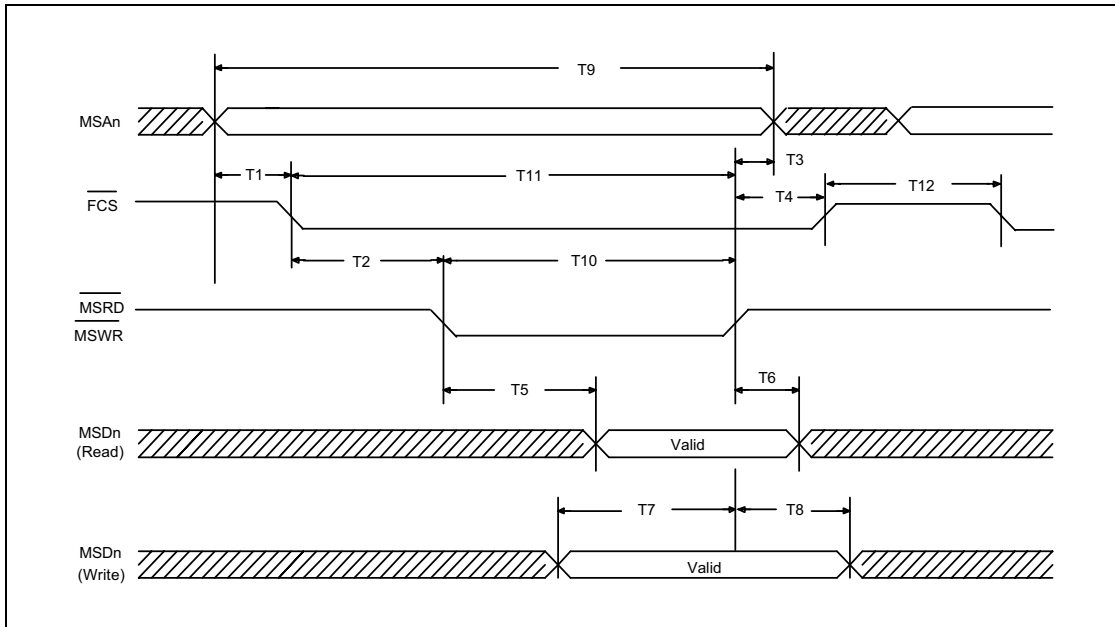 T9
MSAn
T3
T1
T11
T4
T12
FCS
T2
T10
MSRD
MSWR
T5
T6
MSDn
(Read)
Valid
T7
T8
MSDn
(Write)
Valid